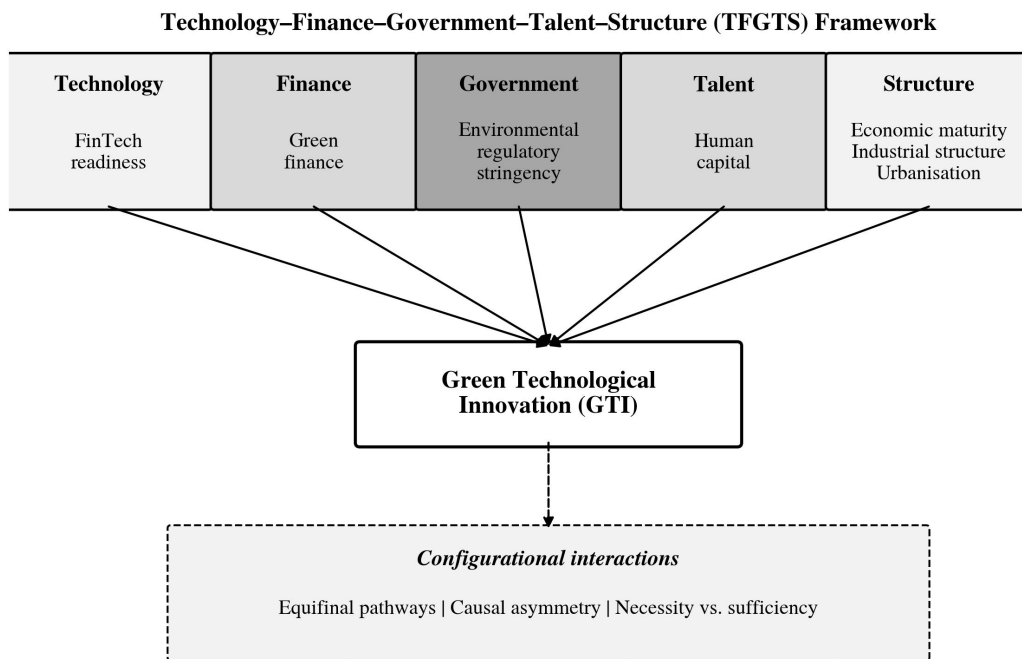 Technology–Finance–Government–Talent–Structure (TFGTS) Framework
Technology
FinTech
readiness
Finance
Green
finance
Government
Environmental
regulatory
stringency
Talent
Human
capital
Structure
Economic maturity
Industrial structure
Urbanisation
Green Technological
Innovation (GTI)
Configurational interactions
Equifinal pathways | Causal asymmetry | Necessity vs. sufficiency